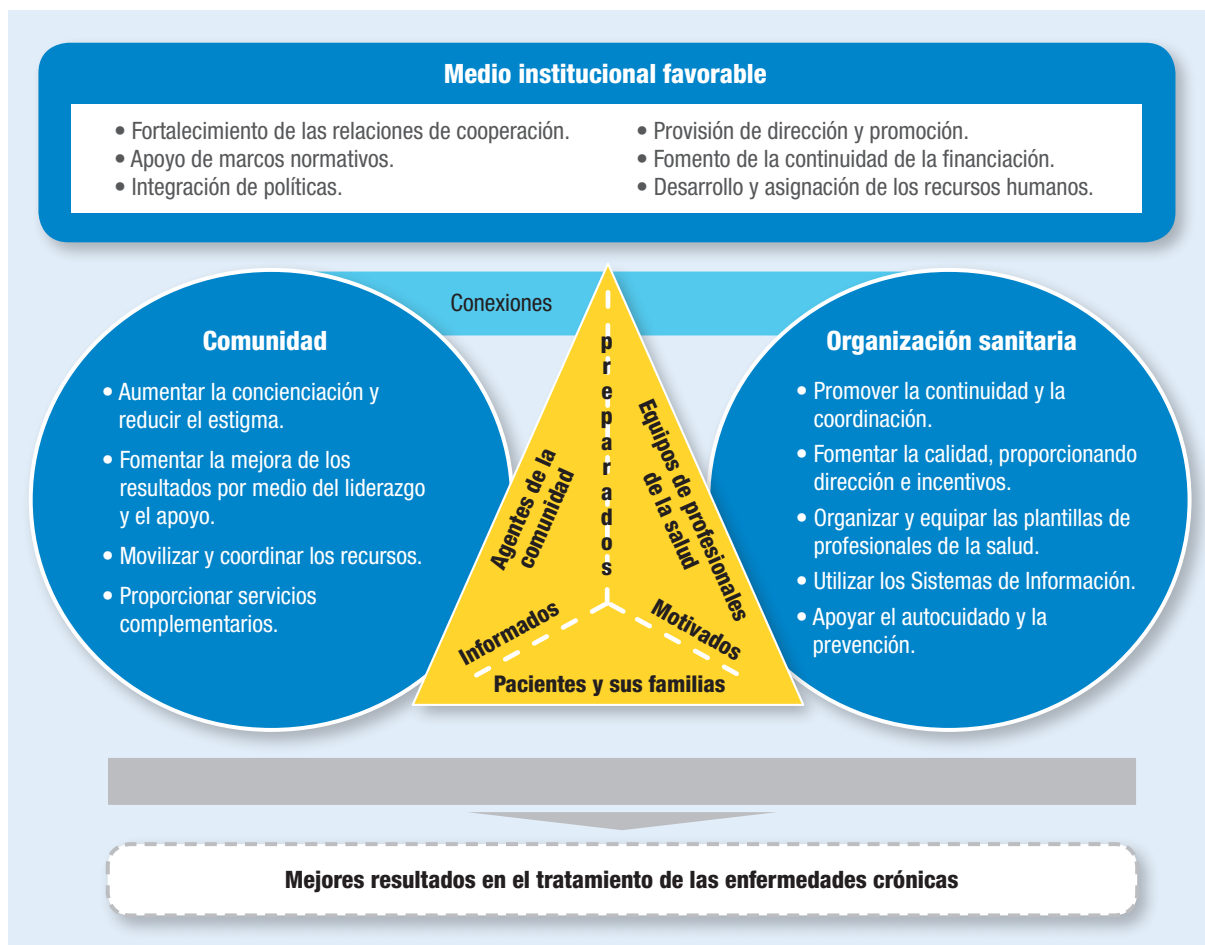 Medio institucional favorable
• Fortalecimiento de las relaciones de cooperación.
• Apoyo de marcos normativos.
• Integración de políticas.
• Provisión de dirección y promoción.
• Fomento de la continuidad de la financiación.
• Desarrollo y asignación de los recursos humanos.
Conexiones
Comunidad
• Aumentar la concienciación y
reducir el estigma.
• Fomentar la mejora de los
resultados por medio del liderazgo
y el apoyo.
• Movilizar y coordinar los recursos.
• Proporcionar servicios
complementarios.
preparados
Agentes de la
comunidad
Equipos de profesionales
de la salud
Informados
Motivados
Pacientes y sus familias
Organización sanitaria
• Promover la continuidad y la
coordinación.
• Fomentar la calidad, proporcionando
dirección e incentivos.
• Organizar y equipar las plantillas de
profesionales de la salud.
• Utilizar los Sistemas de Información.
• Apoyar el autocuidado y la
prevención.
Mejores resultados en el tratamiento de las enfermedades crónicas